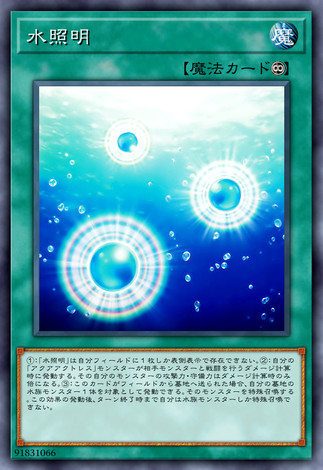 水照明
魔
【魔法カード♾】
①:「水照明」は自分フィールドに１枚しか表側表示で存在できない。②:自分の
「アクアアクトレス」モンスターが相手モンスターと戦闘を行うダメージ計算
時に発動する。その自分のモンスターの攻撃力・守備力はダメージ計算時のみ
倍になる。③:このカードがフィールドから墓地へ送られた場合、自分の墓地の
水族モンスター１体を対象として発動できる。そのモンスターを特殊召喚する
。この効果の発動後、ターン終了時まで自分は水族モンスターしか特殊召喚で
きない。
91831066